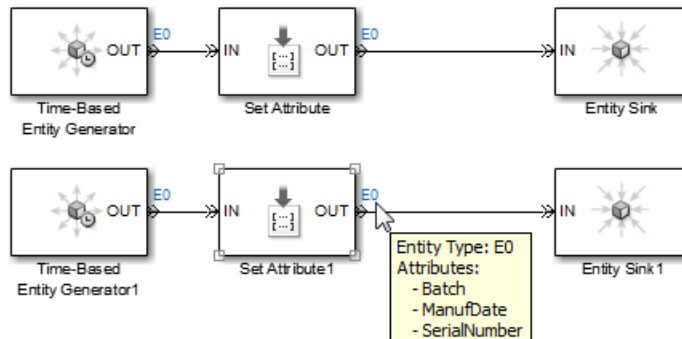 E0 E0
OUT IN OUT IN
Time-Based
Entity Generator
Set Attribute
Entity Sink
E0 E0
OUT IN OUT IN
Time-Based
Entity Generator1
Set Attribute1
Entity Sink1
Entity Type: E0
Attributes:
- Batch
- ManufDate
- SerialNumber